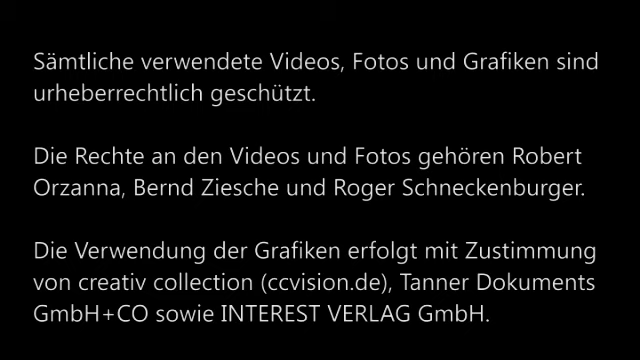 Sämtliche verwendete Videos, Fotos und Grafiken sind
urheberrechtlich geschützt.
Die Rechte an den Videos und Fotos gehören Robert
Orzanna, Bernd Ziesche und Roger Schneckenburger.
Die Verwendung der Grafiken erfolgt mit Zustimmung
von creativ collection (ccvision.de), Tanner Dokuments
GmbH+CO sowie INTEREST VERLAG GmbH.